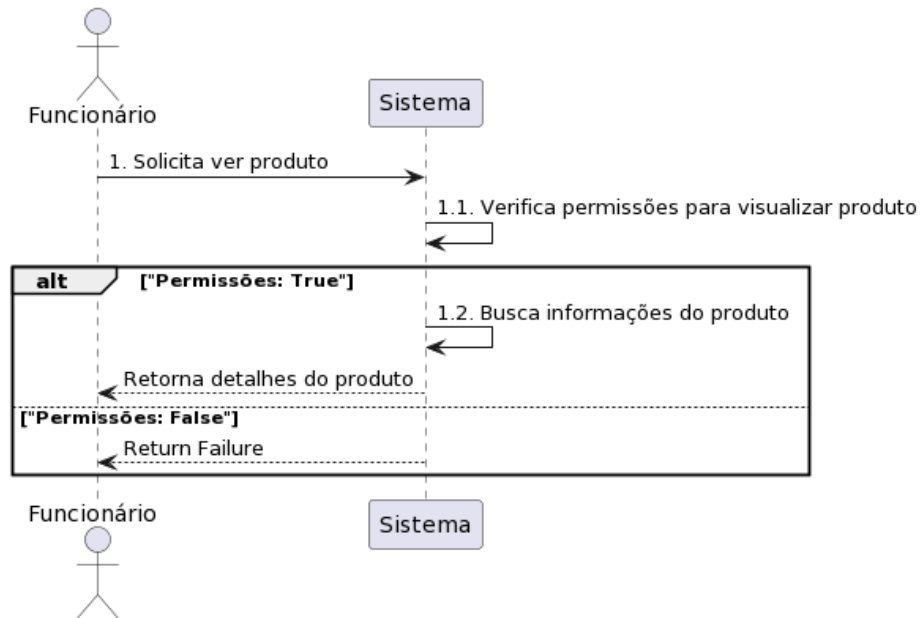 Funcionário
Sistema
1. Solicita ver produto
1.1. Verifica permissões para visualizar produto
alt ["Permissões: True"]
1.2. Busca informações do produto
Retorna detalhes do produto
["Permissões: False"]
Return Failure
Funcionário
Sistema